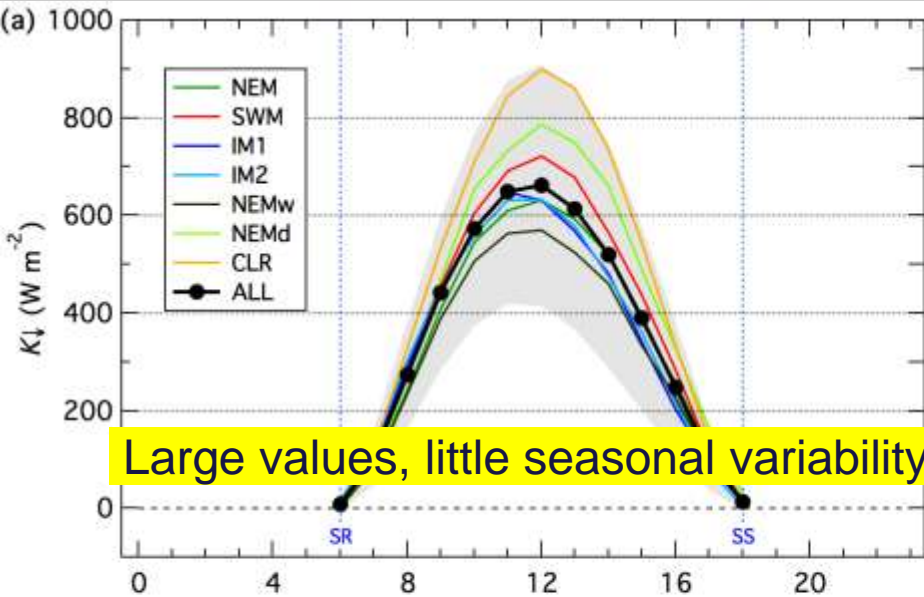 (a) 1000
800
600
400
200
0
K↓ (W m⁻²)
NEM
SWM
IM1
IM2
NEMw
NEMd
CLR
ALL
Large values, little seasonal variability
SR
SS
0 4 8 12 16 20